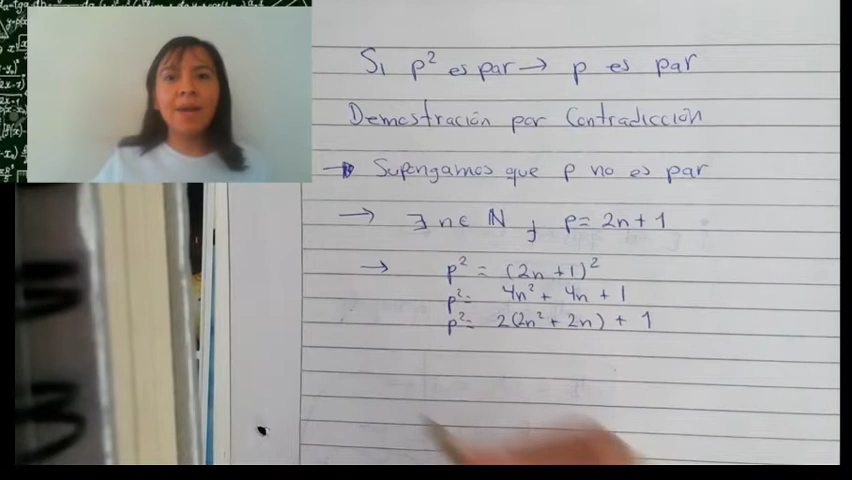 Si p² es par → p es par
Demostración por Contradicción
→ Supongamos que p no es par
→ ∃ n ∈ ℕ ∋ p = 2n + 1
→ p² = (2n + 1)²
p² = 4n² + 4n + 1
p² = 2(2n² + 2n) + 1